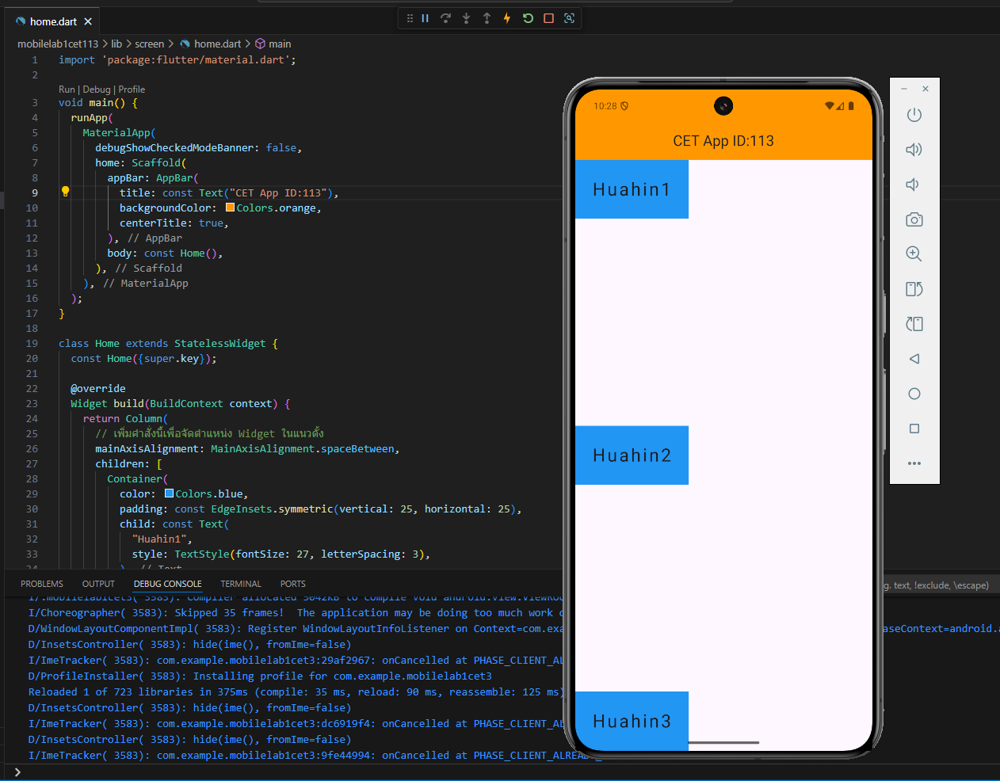 home.dart
mobilelab1cet113 > lib > screen > home.dart > main
1 import 'package:flutter/material.dart';
2
Run | Debug | Profile
3 void main() {
4 runApp(
5 MaterialApp(
6 debugShowCheckedModeBanner: false,
7 home: Scaffold(
8 appBar: AppBar(
9 title: const Text("CET App ID:113"),
10 backgroundColor: Colors.orange,
11 centerTitle: true,
12 ), // AppBar
13 body: const Home(),
14 ), // Scaffold
15 ), // MaterialApp
16 );
17 }
18
19 class Home extends StatelessWidget {
20 const Home({super.key});
21
22 @override
23 Widget build(BuildContext context) {
24 return Column(
25 // เพิ่มคำสั่งนี้เพื่อจัดตำแหน่ง Widget ในแนวตั้ง
26 mainAxisAlignment: MainAxisAlignment.spaceBetween,
27 children: [
28 Container(
29 color: Colors.blue,
30 padding: const EdgeInsets.symmetric(vertical: 25, horizontal: 25),
31 child: const Text(
32 "Huahin1",
33 style: TextStyle(fontSize: 27, letterSpacing: 3),
34 ), // Text
10:28
CET App ID:113
Huahin1
Huahin2
Huahin3
PROBLEMS OUTPUT DEBUG CONSOLE TERMINAL PORTS
g. text, !exclude, \escape)
I/.mobilelab1cet3( 3583): Compiler allocated 5042KB to compile void android.view.ViewRoo
I/Choreographer( 3583): Skipped 35 frames! The application may be doing too much work
D/WindowLayoutComponentImpl( 3583): Register WindowLayoutInfoListener on Context=com.exa aseContext=android.a
D/InsetsController( 3583): hide(ime(), fromIme=false)
I/ImeTracker( 3583): com.example.mobilelab1cet3:29af2967: onCancelled at PHASE_CLIENT_AL
D/ProfileInstaller( 3583): Installing profile for com.example.mobilelab1cet3
Reloaded 1 of 723 libraries in 375ms (compile: 35 ms, reload: 90 ms, reassemble: 125 ms)
D/InsetsController( 3583): hide(ime(), fromIme=false)
I/ImeTracker( 3583): com.example.mobilelab1cet3:dc6919f4: onCancelled at PHASE_CLIENT_AL
D/InsetsController( 3583): hide(ime(), fromIme=false)
I/ImeTracker( 3583): com.example.mobilelab1cet3:9fe44994: onCancelled at PHASE_CLIENT_ALREADY_